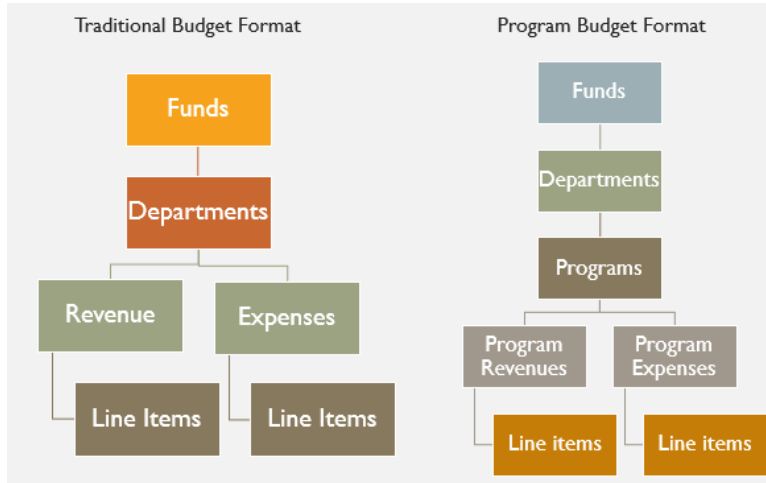 Traditional Budget Format
Funds
Departments
Revenue
Expenses
Line Items
Line Items
Program Budget Format
Funds
Departments
Programs
Program
Revenues
Program
Expenses
Line items
Line items